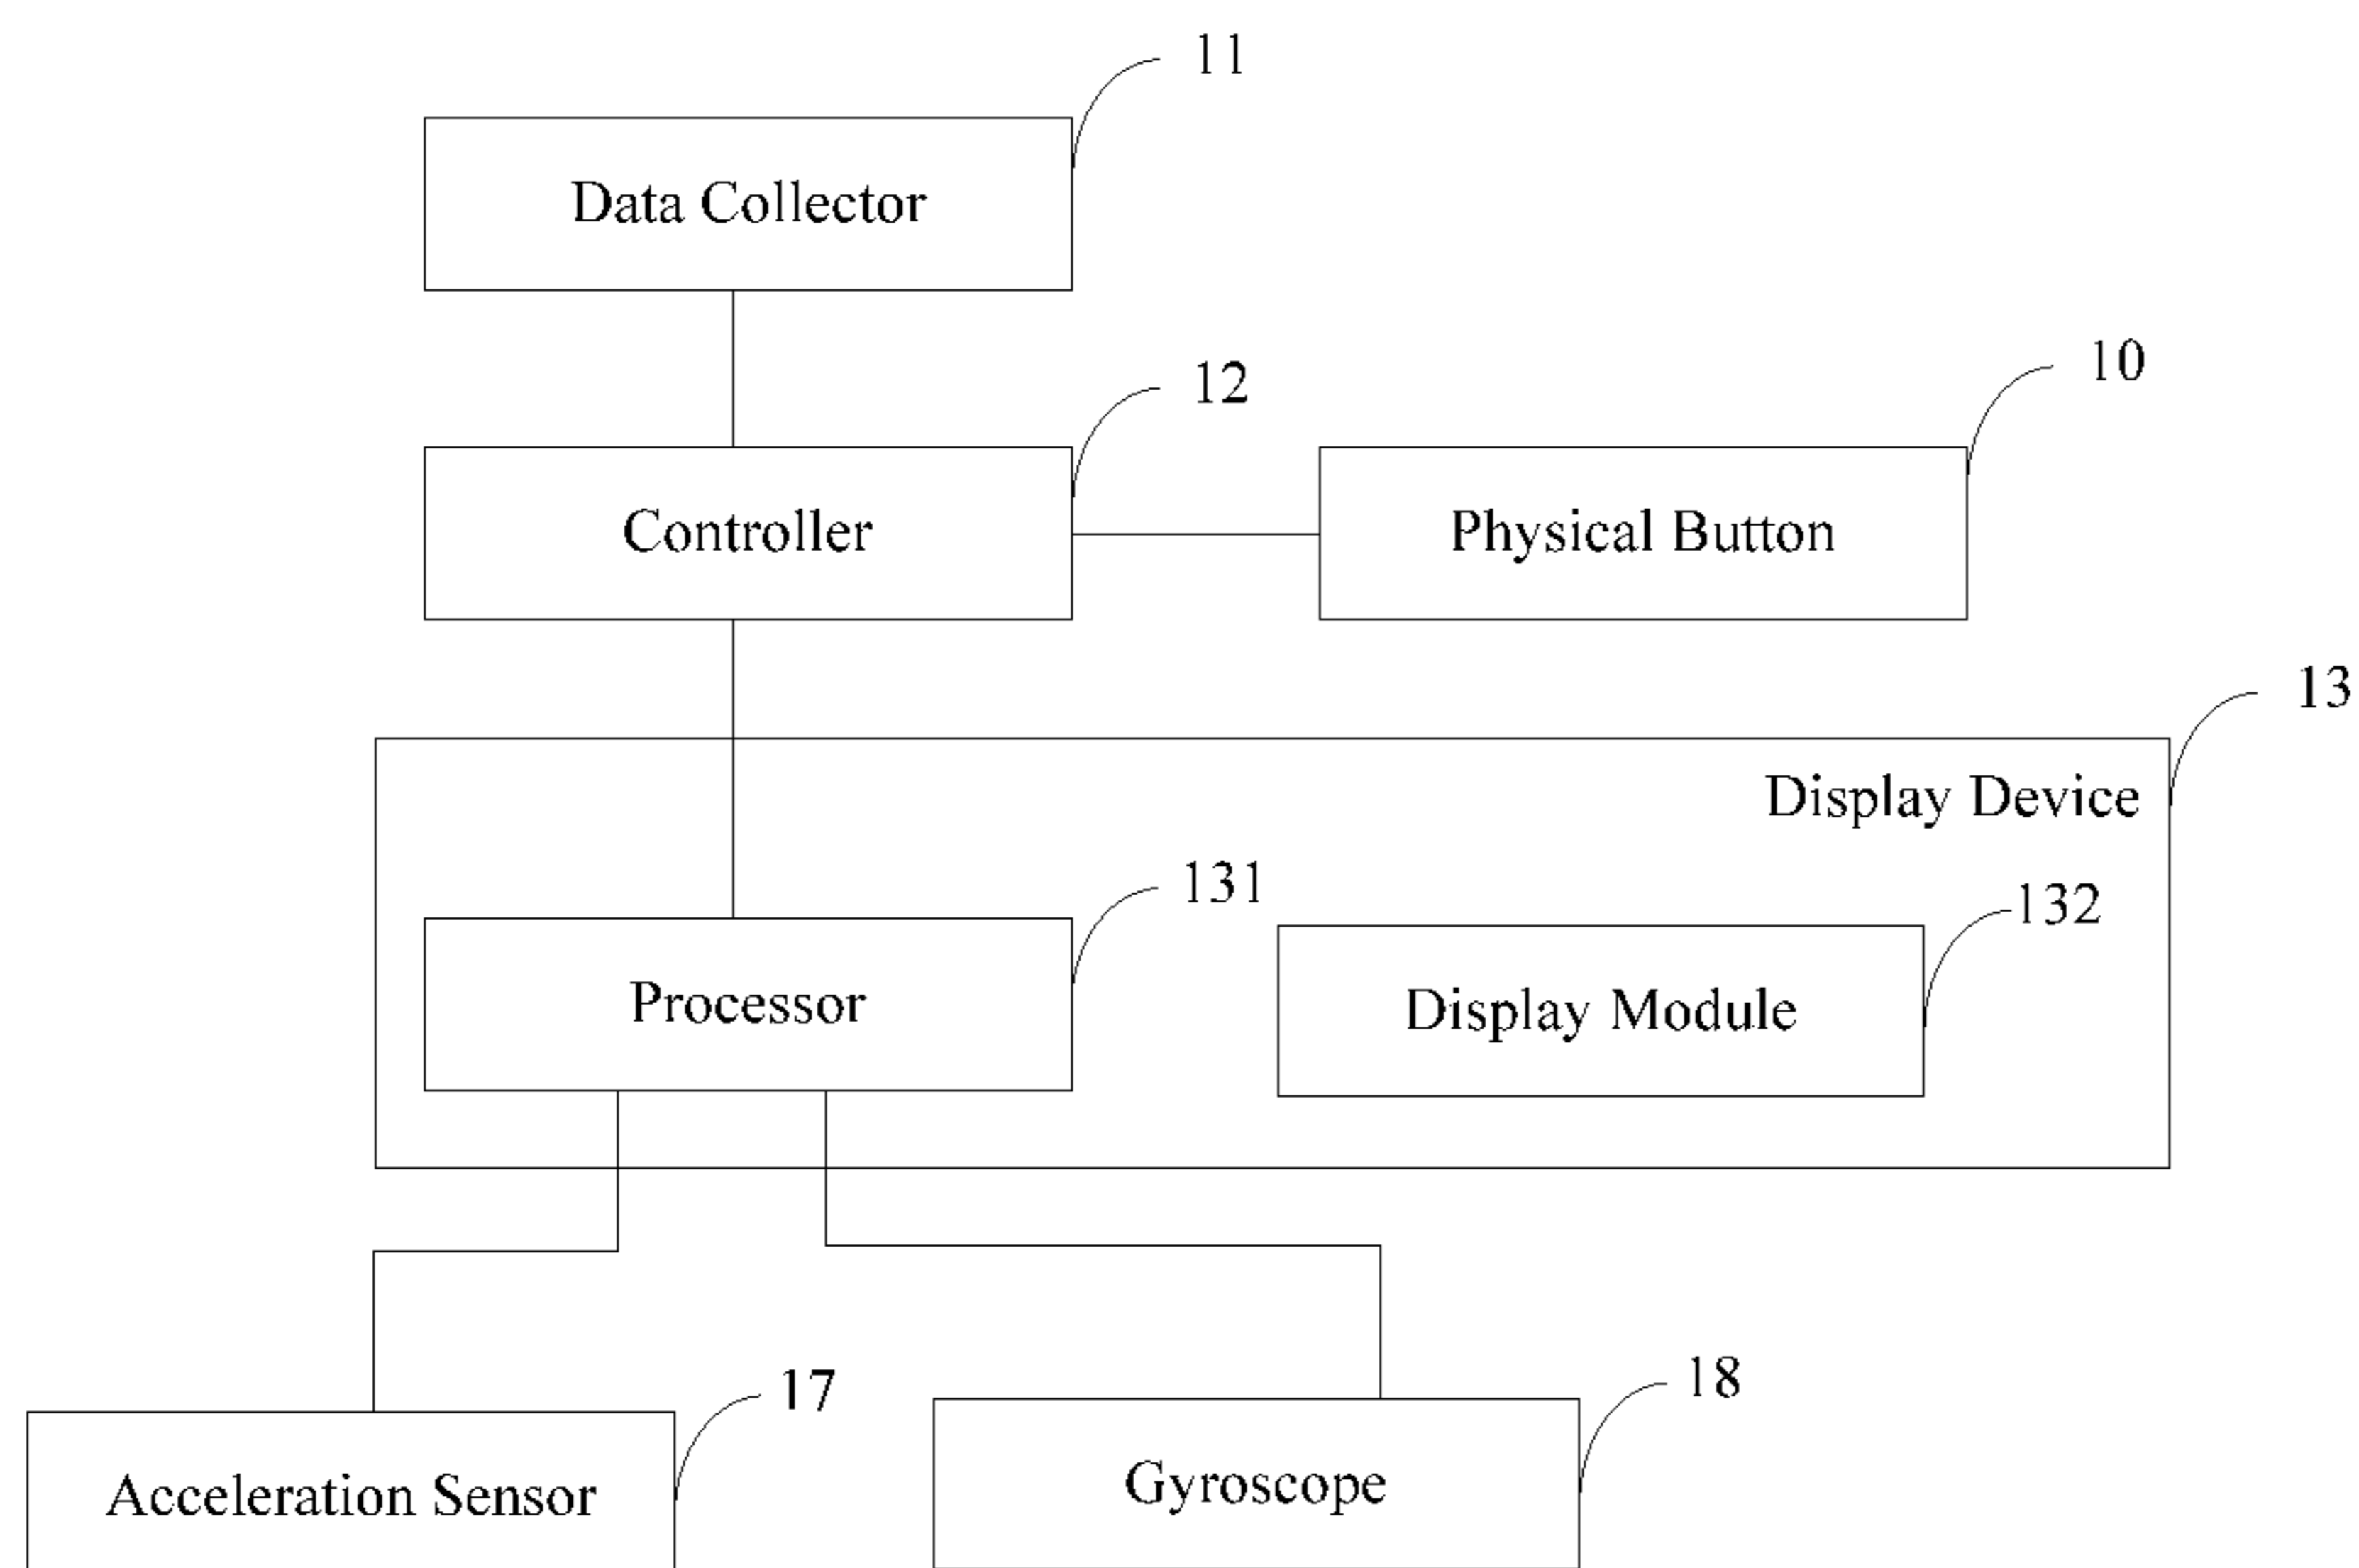 11
Data Collector
12
10
Controller
Physical Button
13
Display Device
131
132
Processor
Display Module
17
18
Acceleration Sensor
Gyroscope